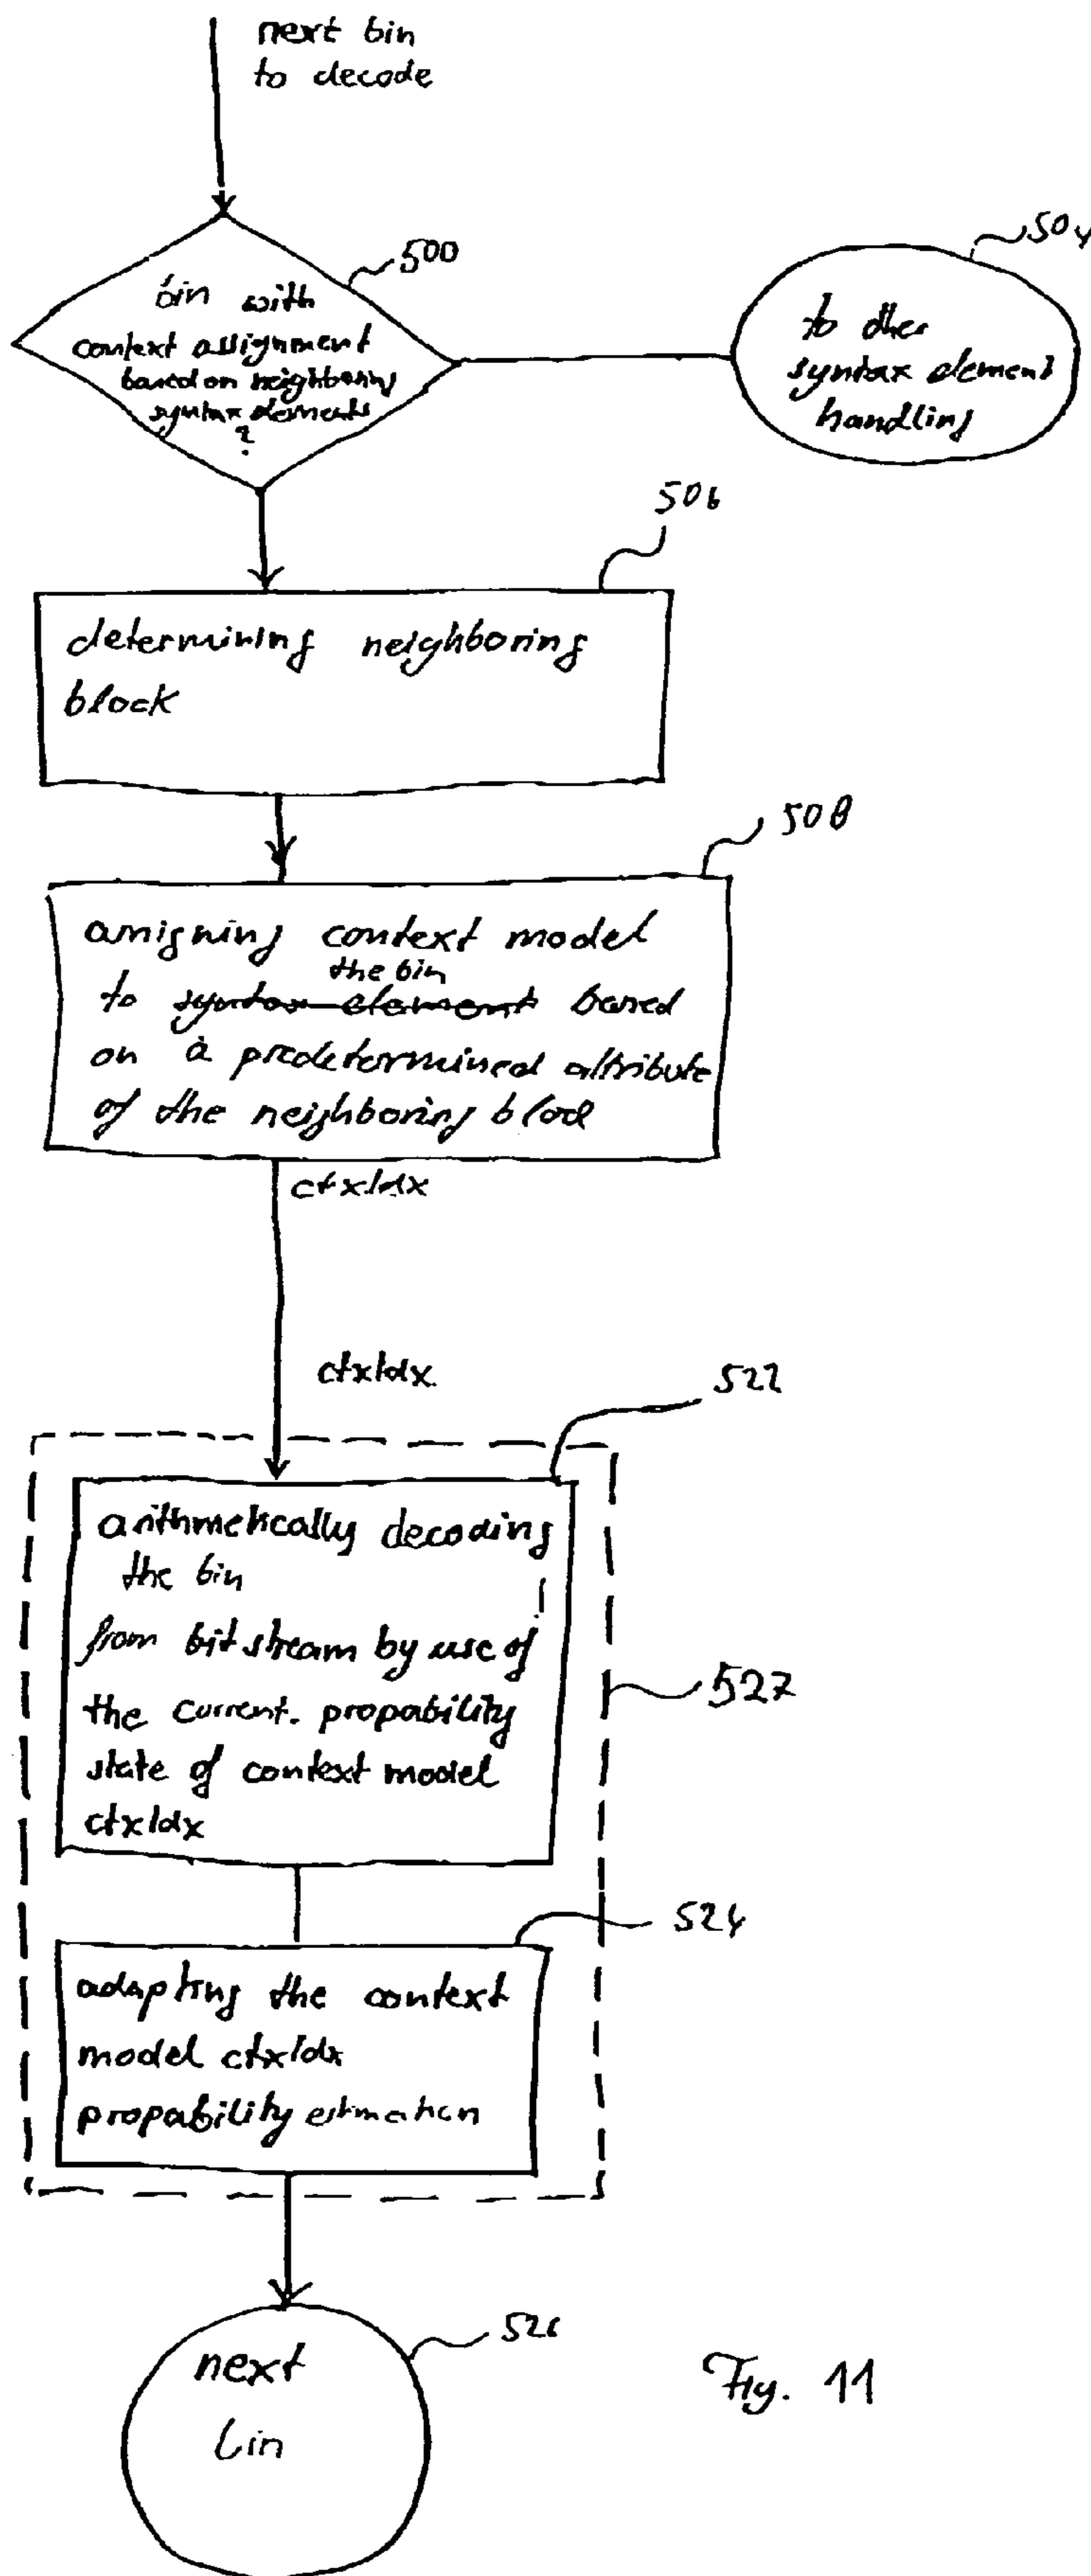 next bin
to decode
500
bin with
context assignment
based on neighboring
syntax elements
?
504
to other
syntax element
handling
506
determining neighboring
block
508
assigning context model
the bin
to syntax element based
on a predetermined attribute
of the neighboring block
ctxIdx
ctxIdx.
522
arithmetically decoding
the bin
from bitstream by use of
the current. propability
state of context model
ctxIdx
527
524
adapting the context
model ctxIdx
propability estimation
526
next
bin
Fig. 11